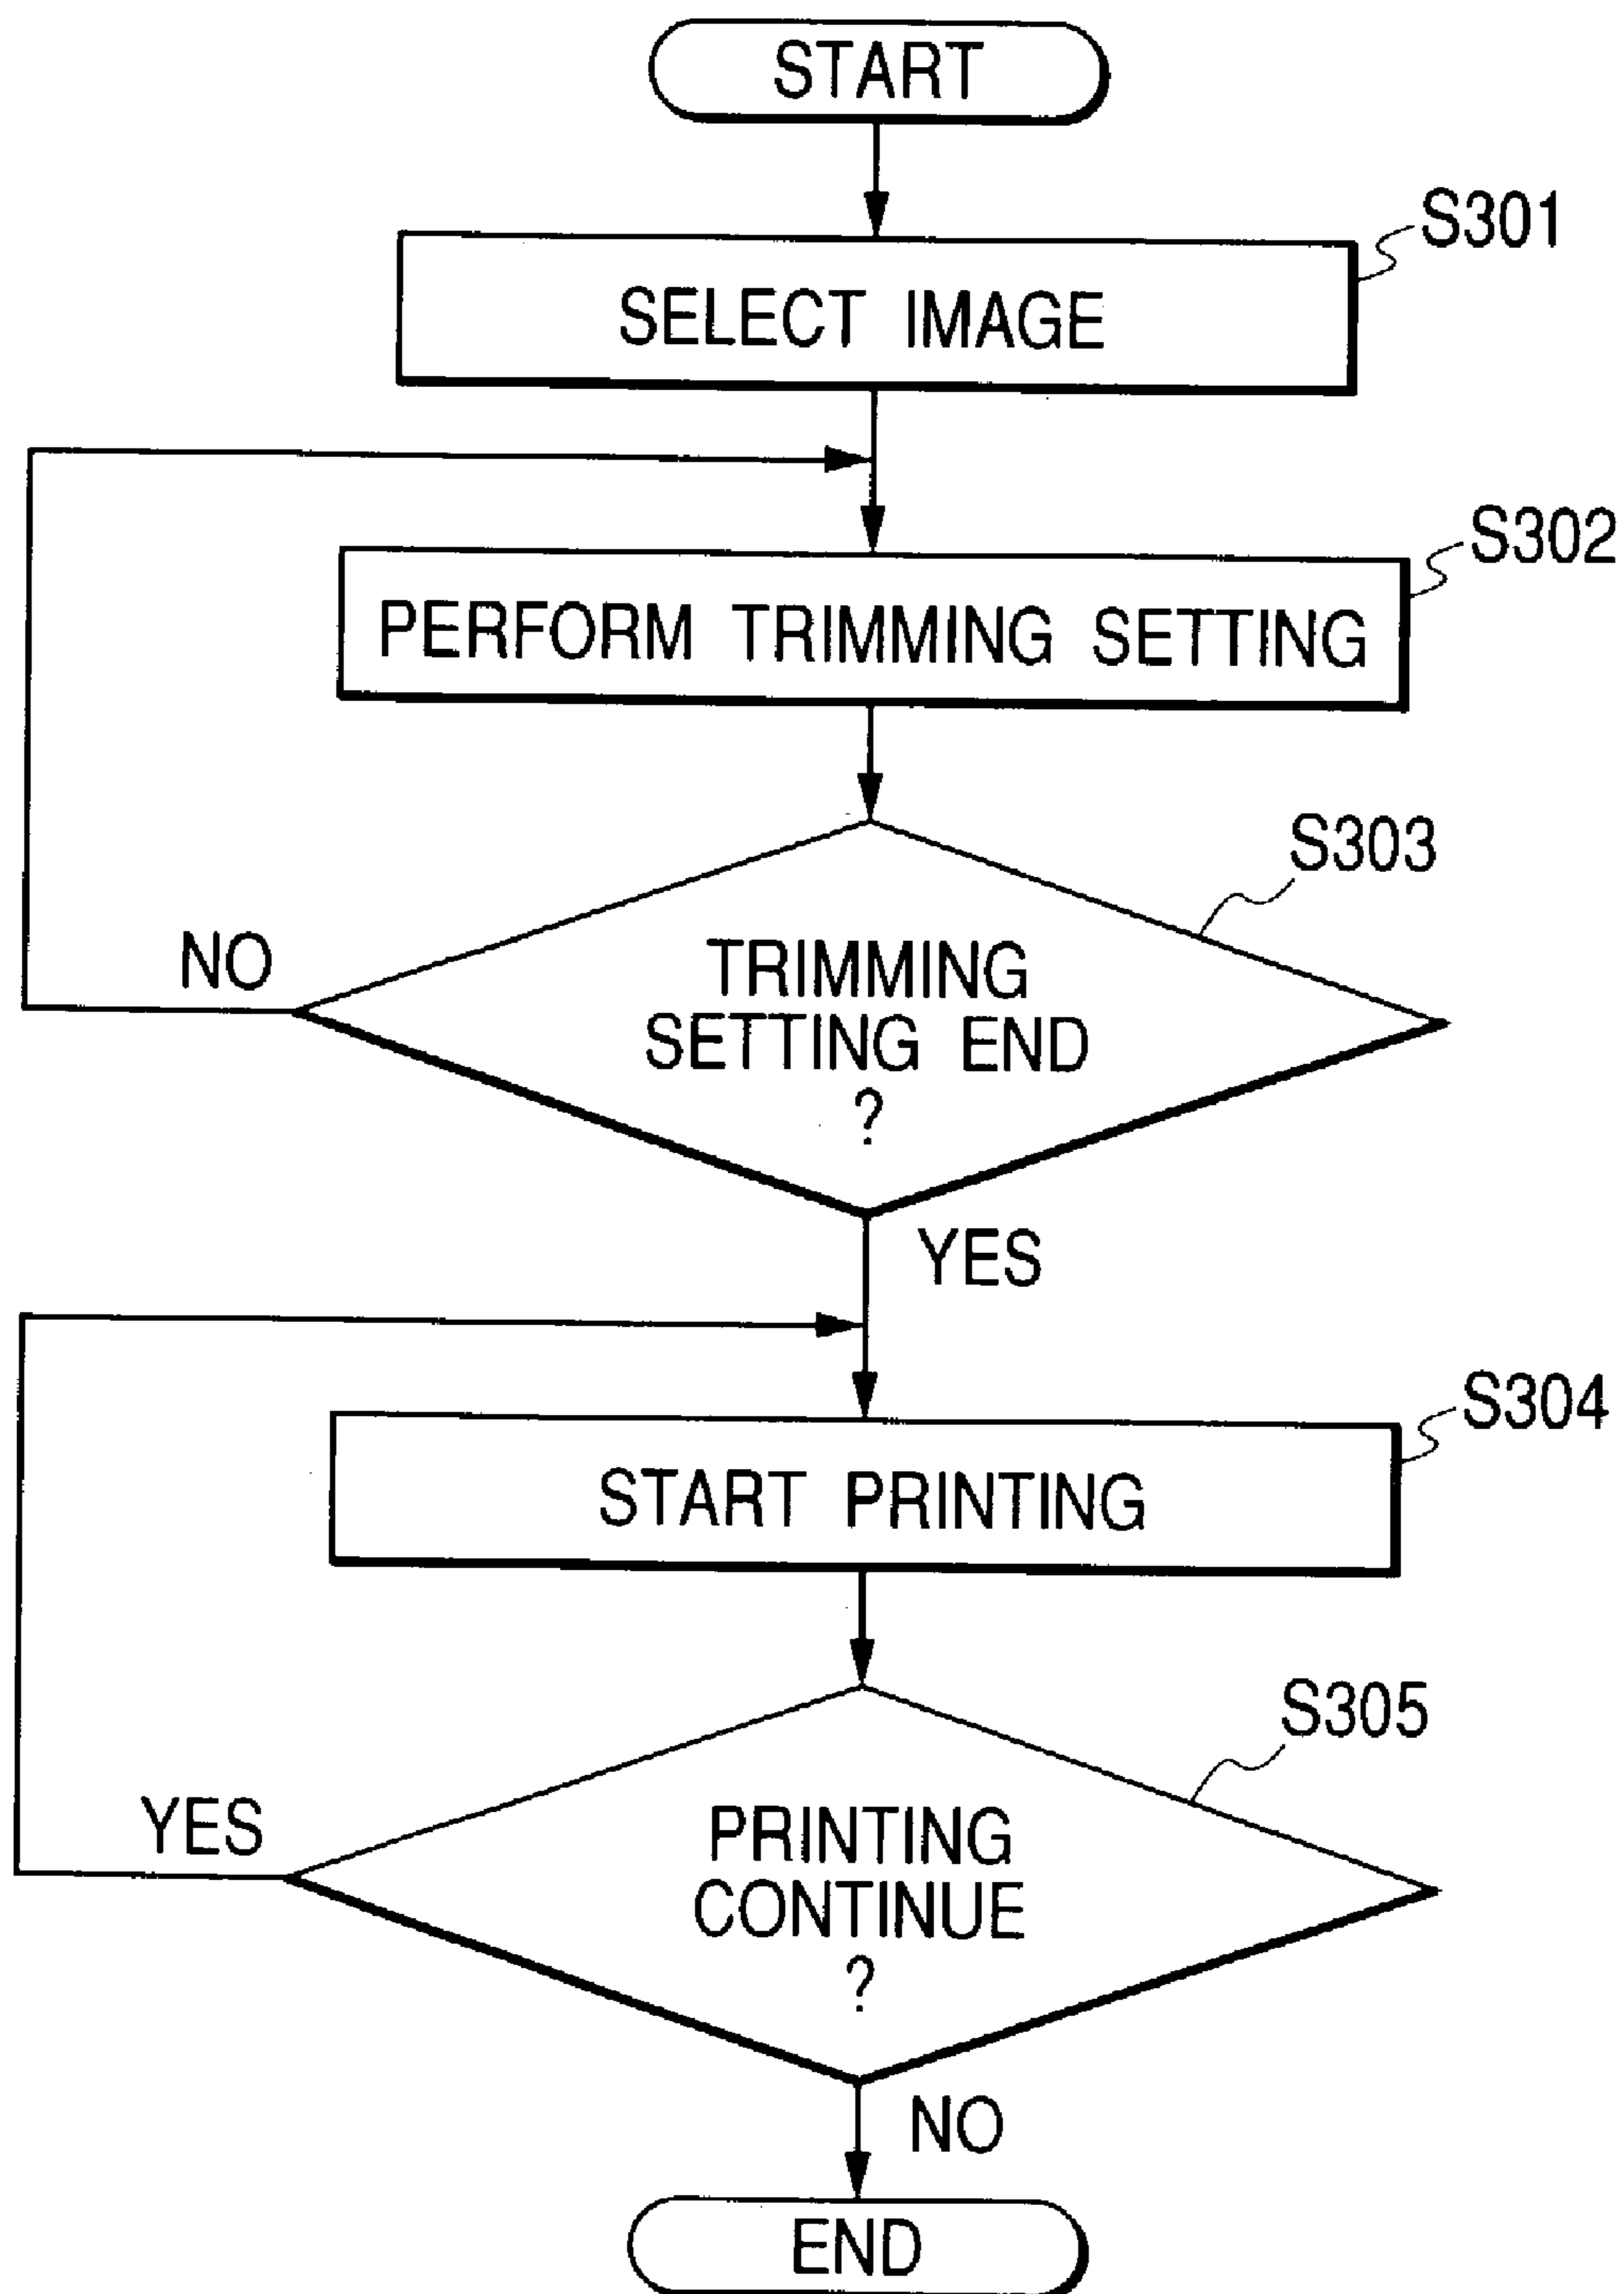 START
S301
SELECT IMAGE
S302
PERFORM TRIMMING SETTING
S303
NO
TRIMMING
SETTING END
?
YES
S304
START PRINTING
S305
YES
PRINTING
CONTINUE
?
NO
END